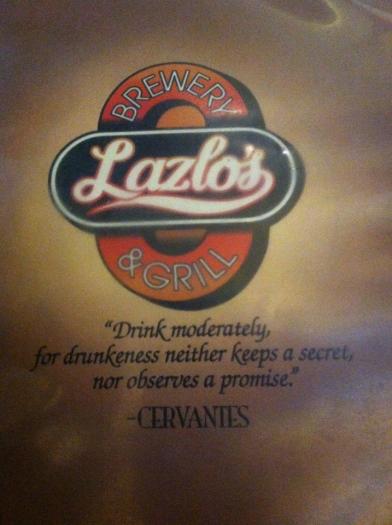 BREWERY
Lazlo's
& GRILL
“Drink moderately,
for drunkeness neither keeps a secret,
nor observes a promise.”
-CERVANTES